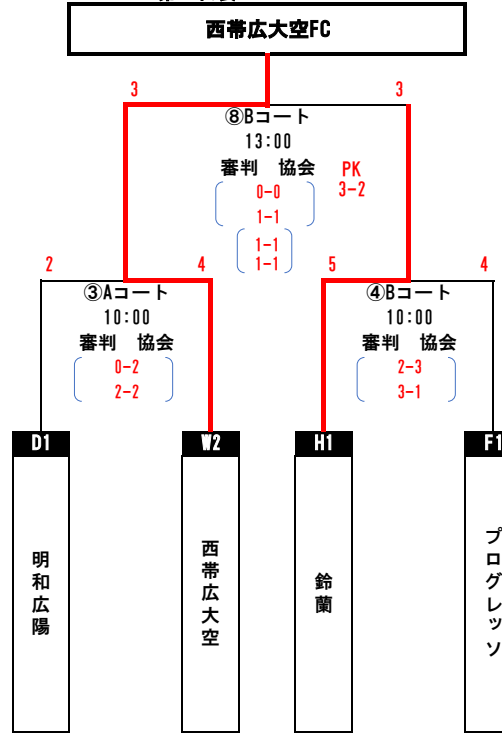 西帯広大空FC
3
3
⑧Bコート
13:00
審判 協会
PK
3-2
0-0
1-1
1-1
1-1
2
4
5
4
③Aコート
10:00
審判 協会
0-2
2-2
④Bコート
10:00
審判 協会
2-3
3-1
D1
W2
H1
F1
明和広陽
西帯広大空
鈴蘭
プログレッソ